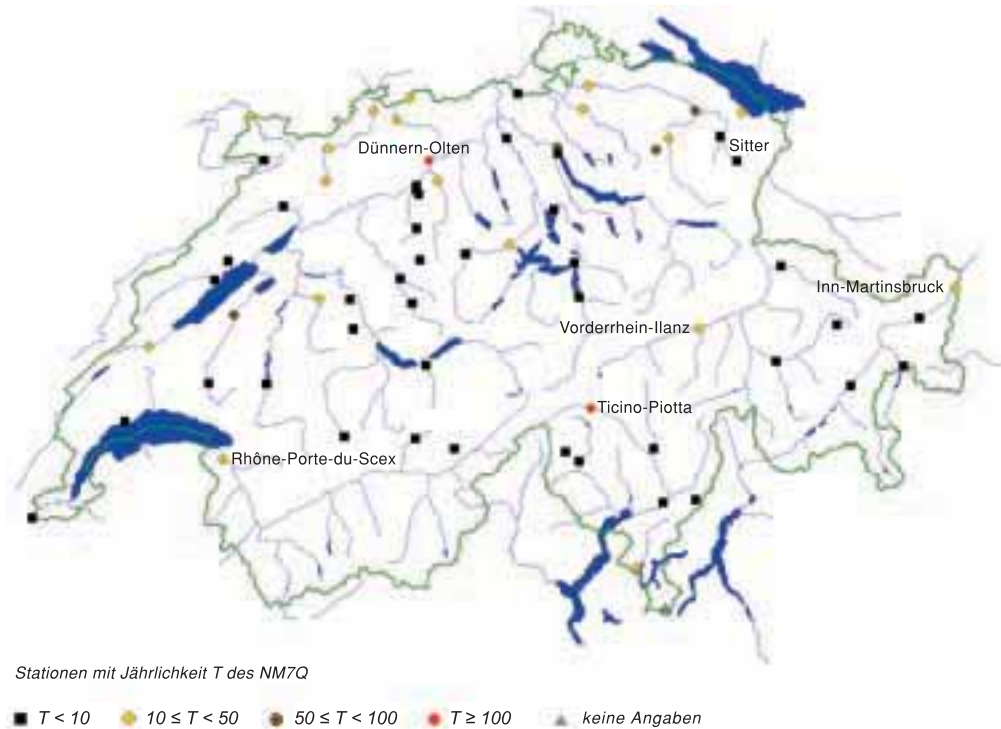 Dünnern-Olten
Sitter
Inn-Martinsbruck
Vorderrhein-Ilanz
Ticino-Piotta
Rhône-Porte-du-Scex
Stationen mit Jährlichkeit T des NM7Q
T < 10
10 ≤ T < 50
50 ≤ T < 100
T ≥ 100
keine Angaben